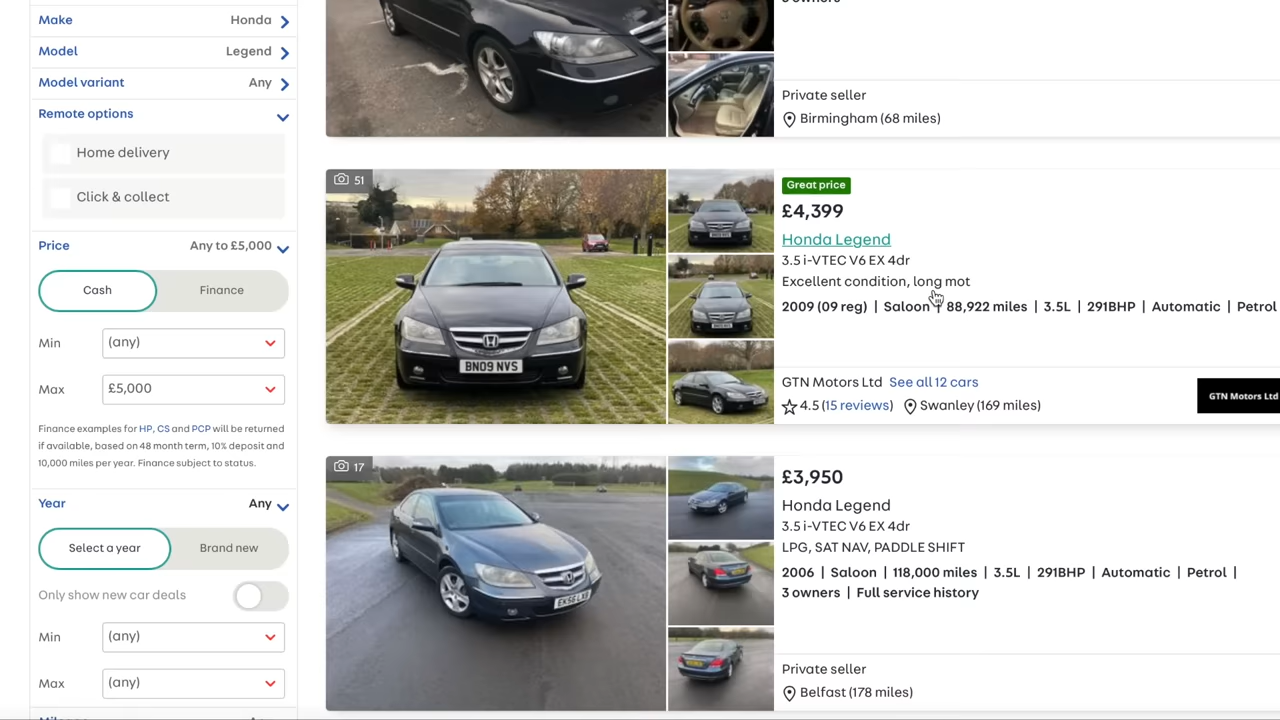 Make Honda
Model Legend
Model variant Any
Remote options
Home delivery
Click & collect
Price Any to £5,000
Cash Finance
Min (any)
Max £5,000
Finance examples for HP, CS and PCP will be returned
if available, based on 48 month term, 10% deposit and
10,000 miles per year. Finance subject to status.
Year Any
Select a year Brand new
Only show new car deals
Min (any)
Max (any)
Private seller
Birmingham (68 miles)
51
BN09 NVS
Great price
£4,399
Honda Legend
3.5 i-VTEC V6 EX 4dr
Excellent condition, long mot
2009 (09 reg) | Saloon | 88,922 miles | 3.5L | 291BHP | Automatic | Petrol
GTN Motors Ltd See all 12 cars
4.5 (15 reviews) Swanley (169 miles)
GTN Motors Ltd
17
£3,950
Honda Legend
3.5 i-VTEC V6 EX 4dr
LPG, SAT NAV, PADDLE SHIFT
2006 | Saloon | 118,000 miles | 3.5L | 291BHP | Automatic | Petrol |
3 owners | Full service history
Private seller
Belfast (178 miles)